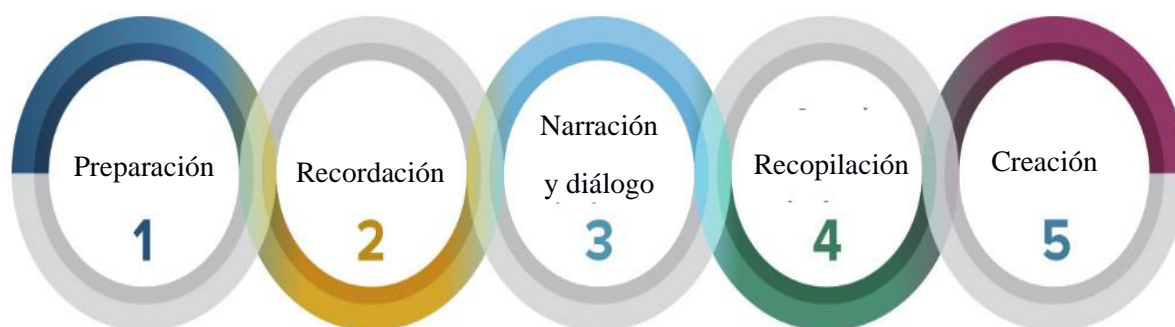 Preparación
1
Recordación
2
Narración
y diálogo
3
Recopilación
4
Creación
5